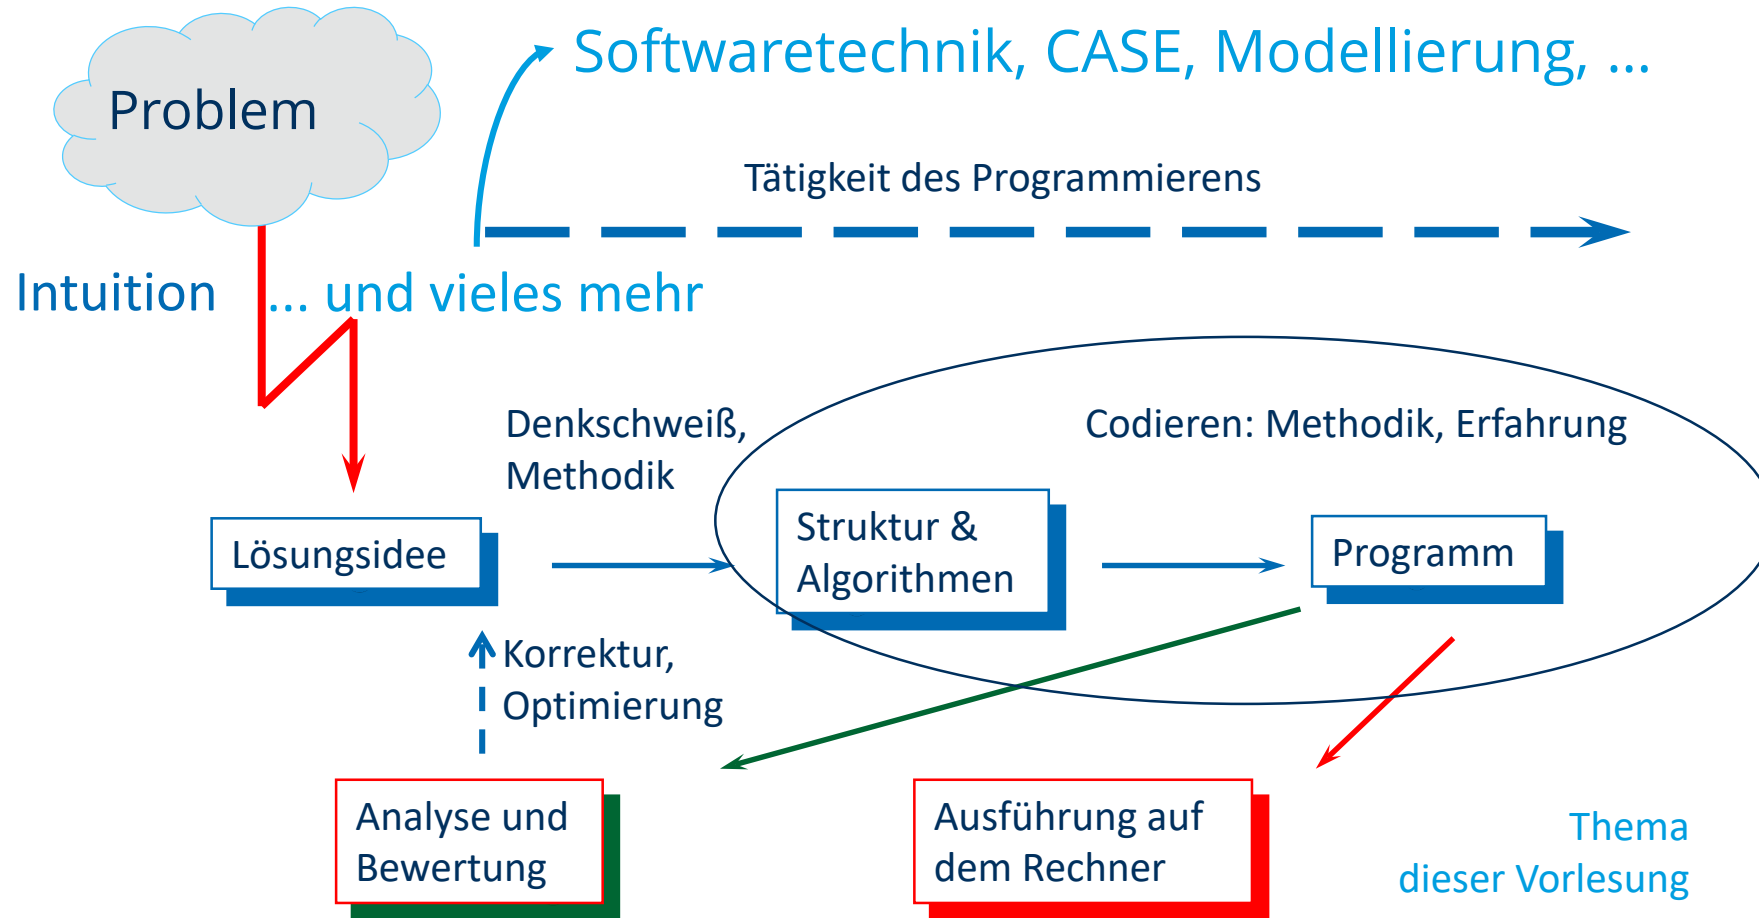 Softwaretechnik, CASE, Modellierung, ...
Problem
Tätigkeit des Programmierens
Intuition
... und vieles mehr
Denkschweiß,
Methodik
Codieren: Methodik, Erfahrung
Lösungsidee
Struktur &
Algorithmen
Programm
Korrektur,
Optimierung
Analyse und
Bewertung
Ausführung auf
dem Rechner
Thema
dieser Vorlesung